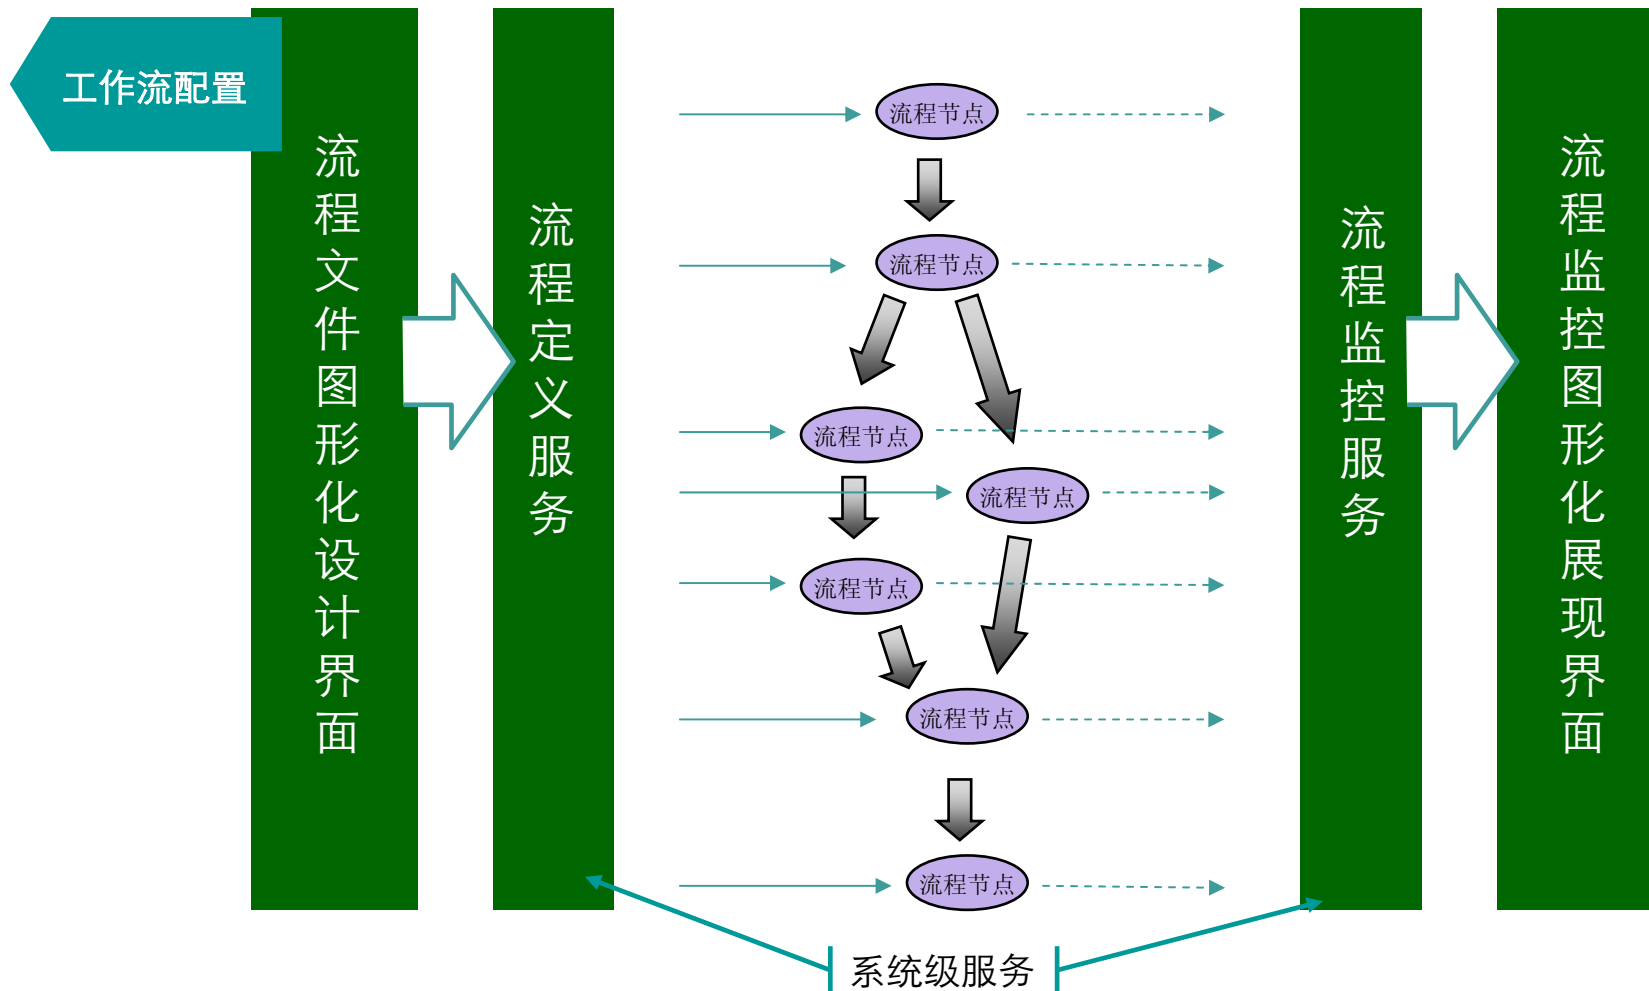 工作流配置
流程文件图形化设计界面
流程定义服务
流程节点
流程节点
流程节点
流程节点
流程节点
流程节点
流程节点
流程监控服务
流程监控图形化展现界面
系统级服务